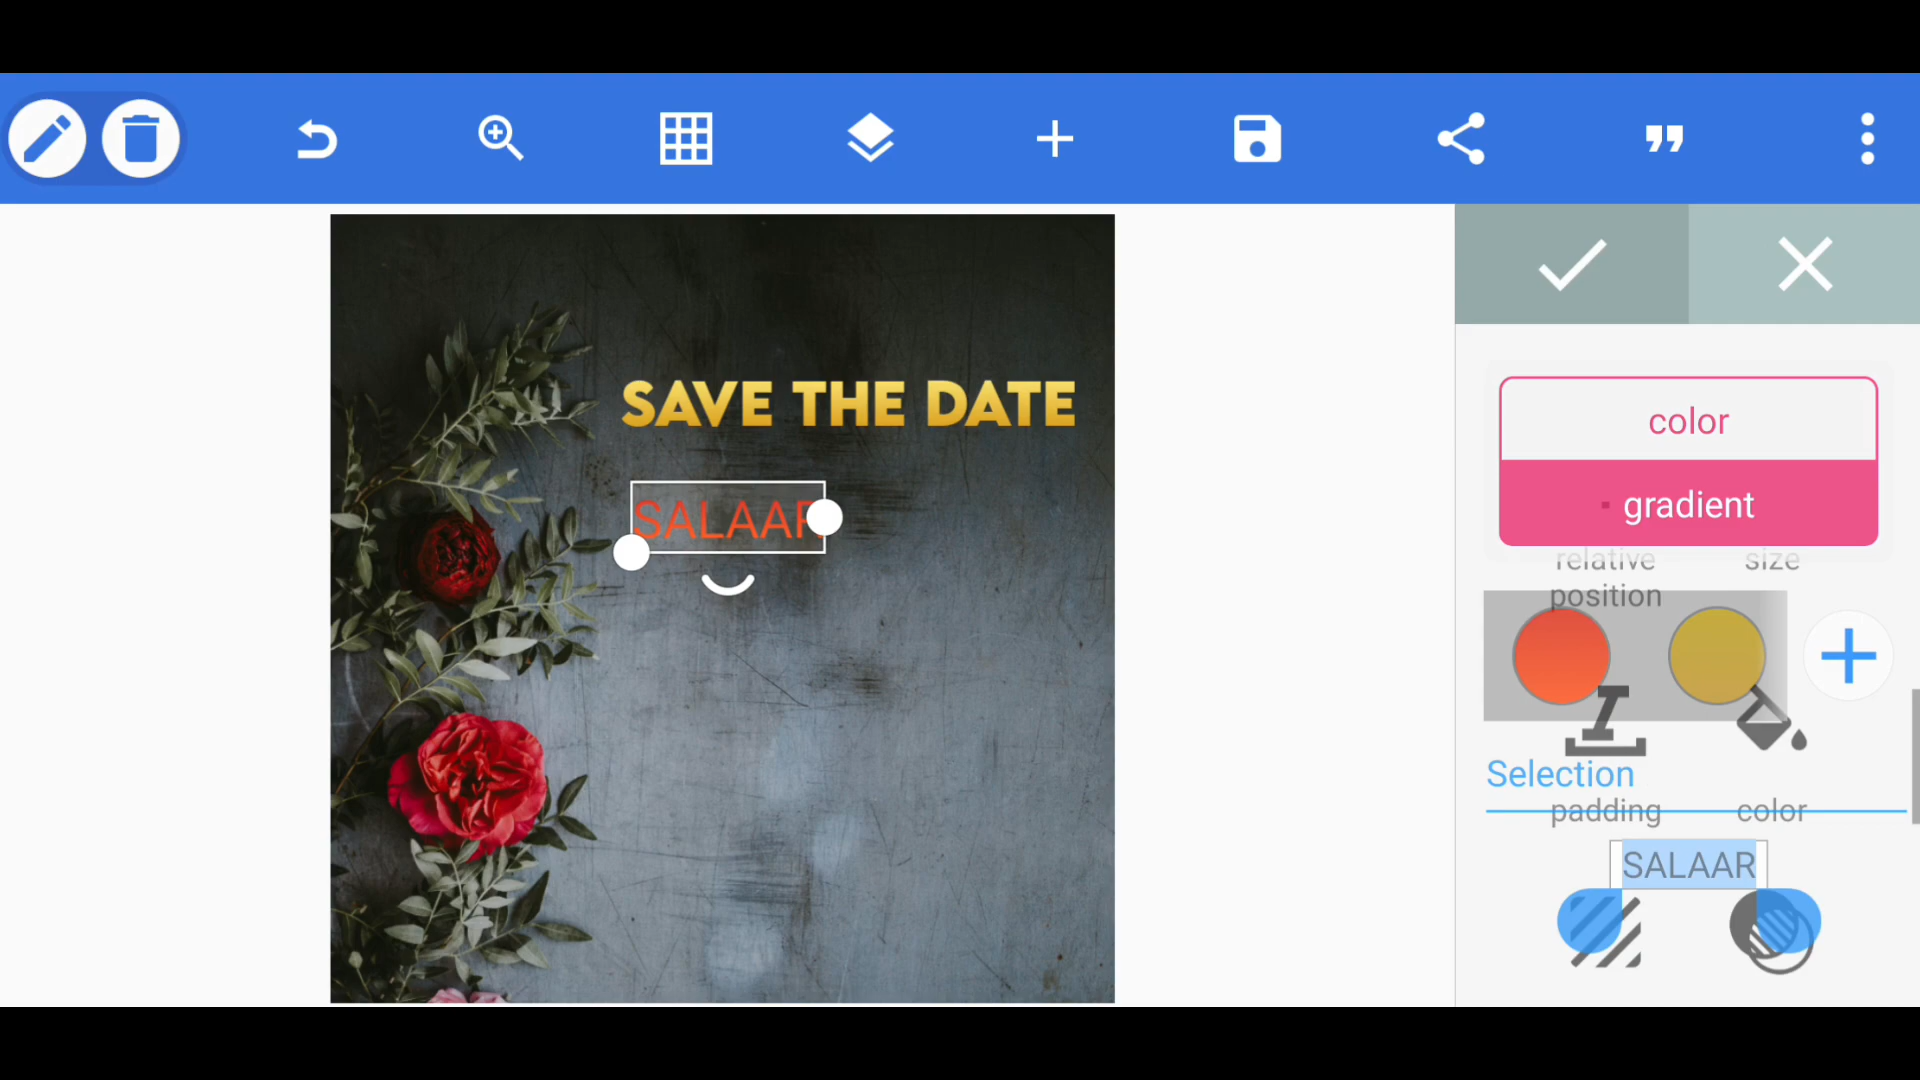 SAVE THE DATE
SALAAR
color
gradient
relative
position
size
Selection
padding
color
SALAAR